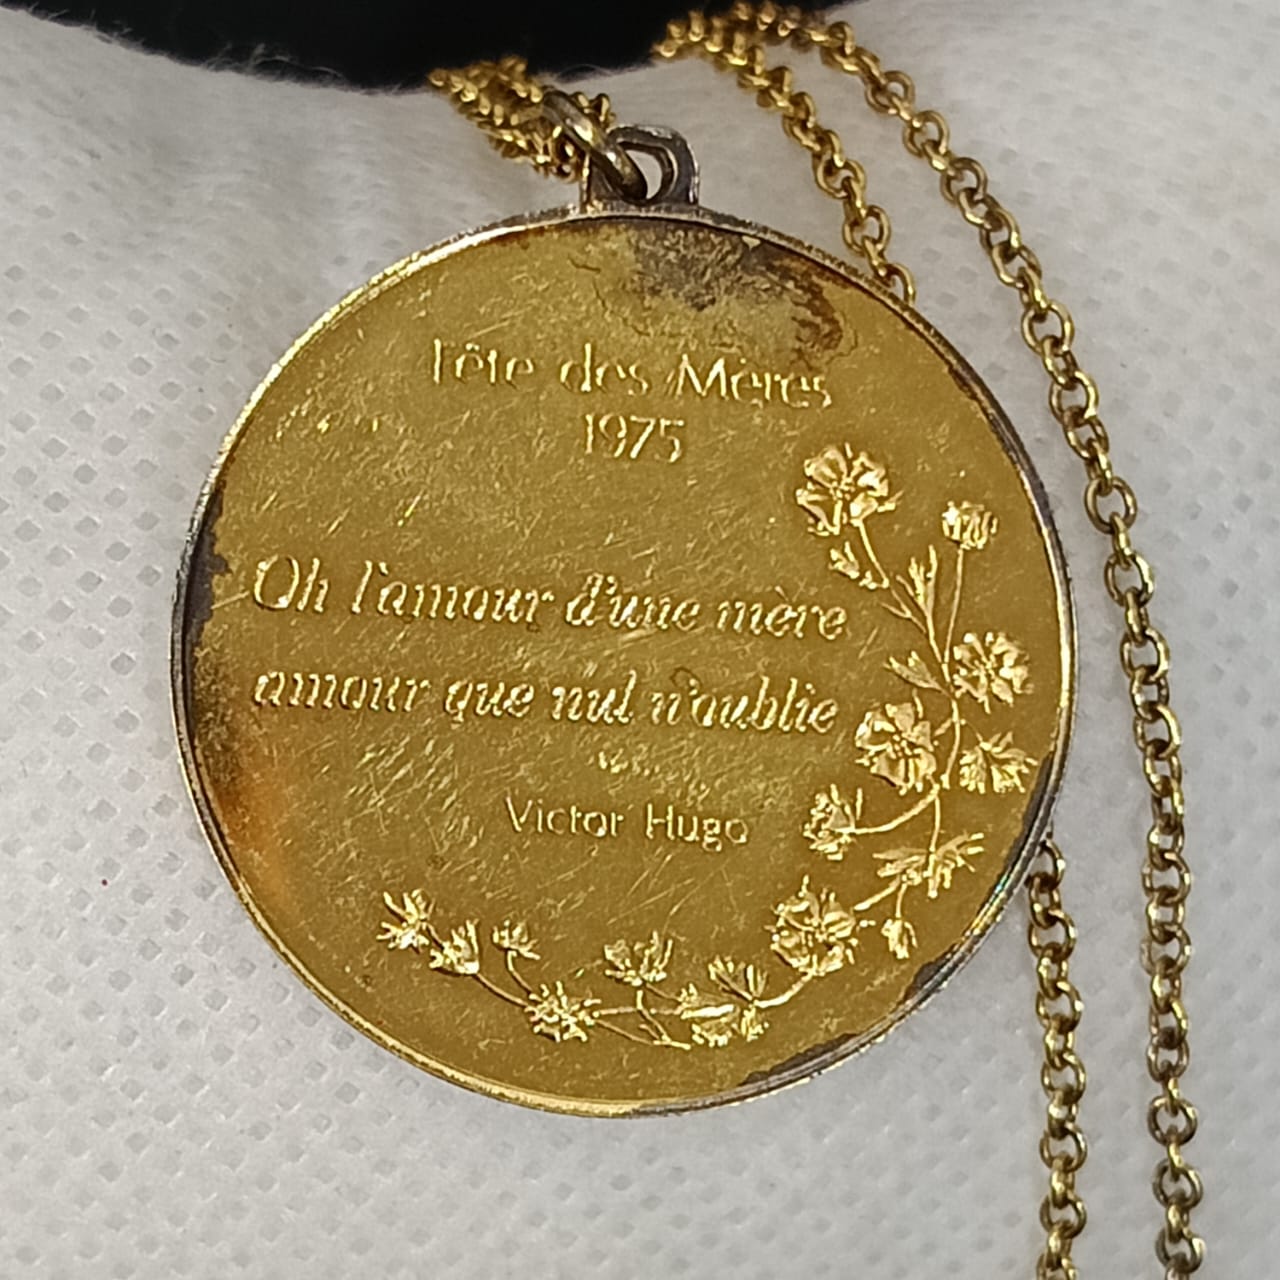 Fête des Mères
1975
Oh l'amour d'une mère
amour que nul n'oublie
Victor Hugo